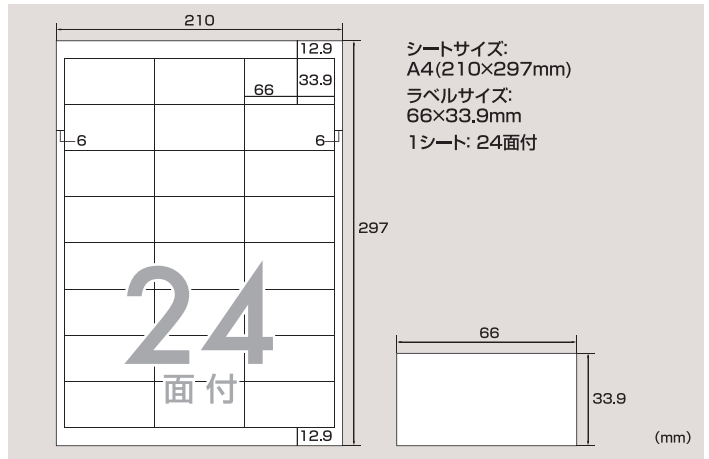 210
12.9
33.9
66
6
6
297
24
面付
12.9
シートサイズ:
A4(210×297mm)
ラベルサイズ:
66×33.9mm
1シート: 24面付
66
33.9
(mm)